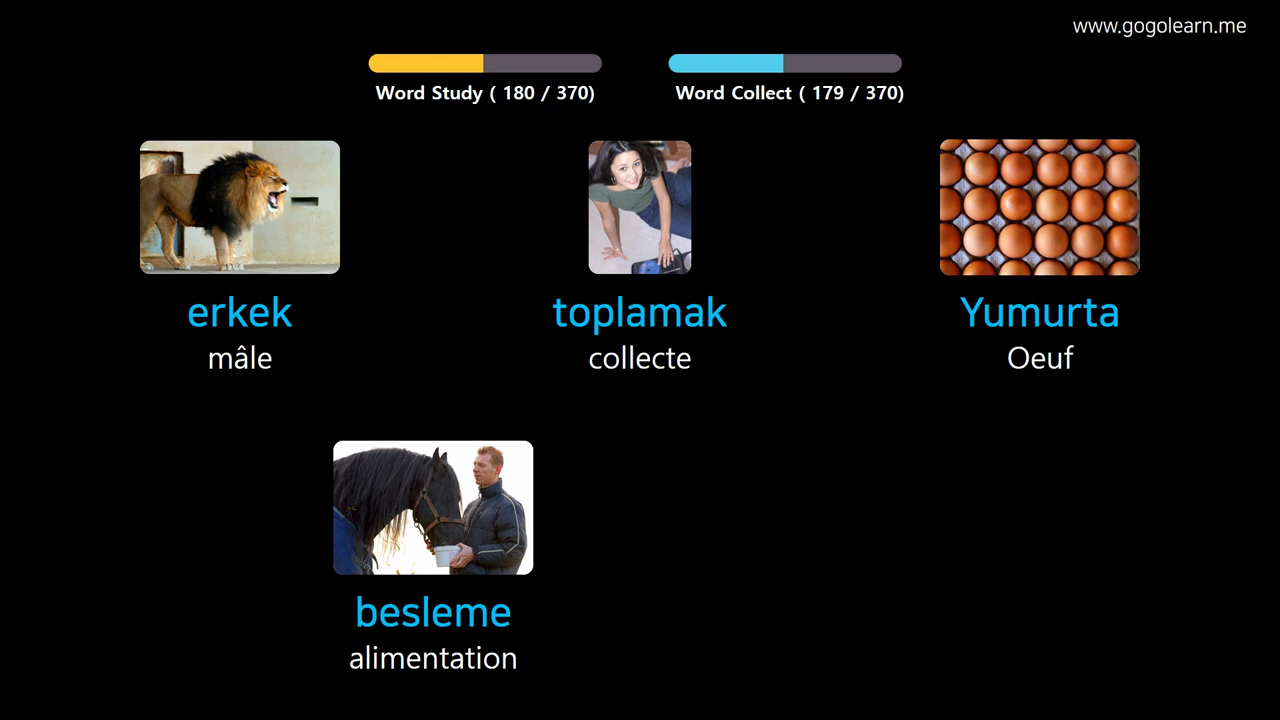 www.gogolearn.me
Word Study ( 180 / 370)
Word Collect ( 179 / 370)
erkek
mâle
toplamak
collecte
Yumurta
Oeuf
besleme
alimentation